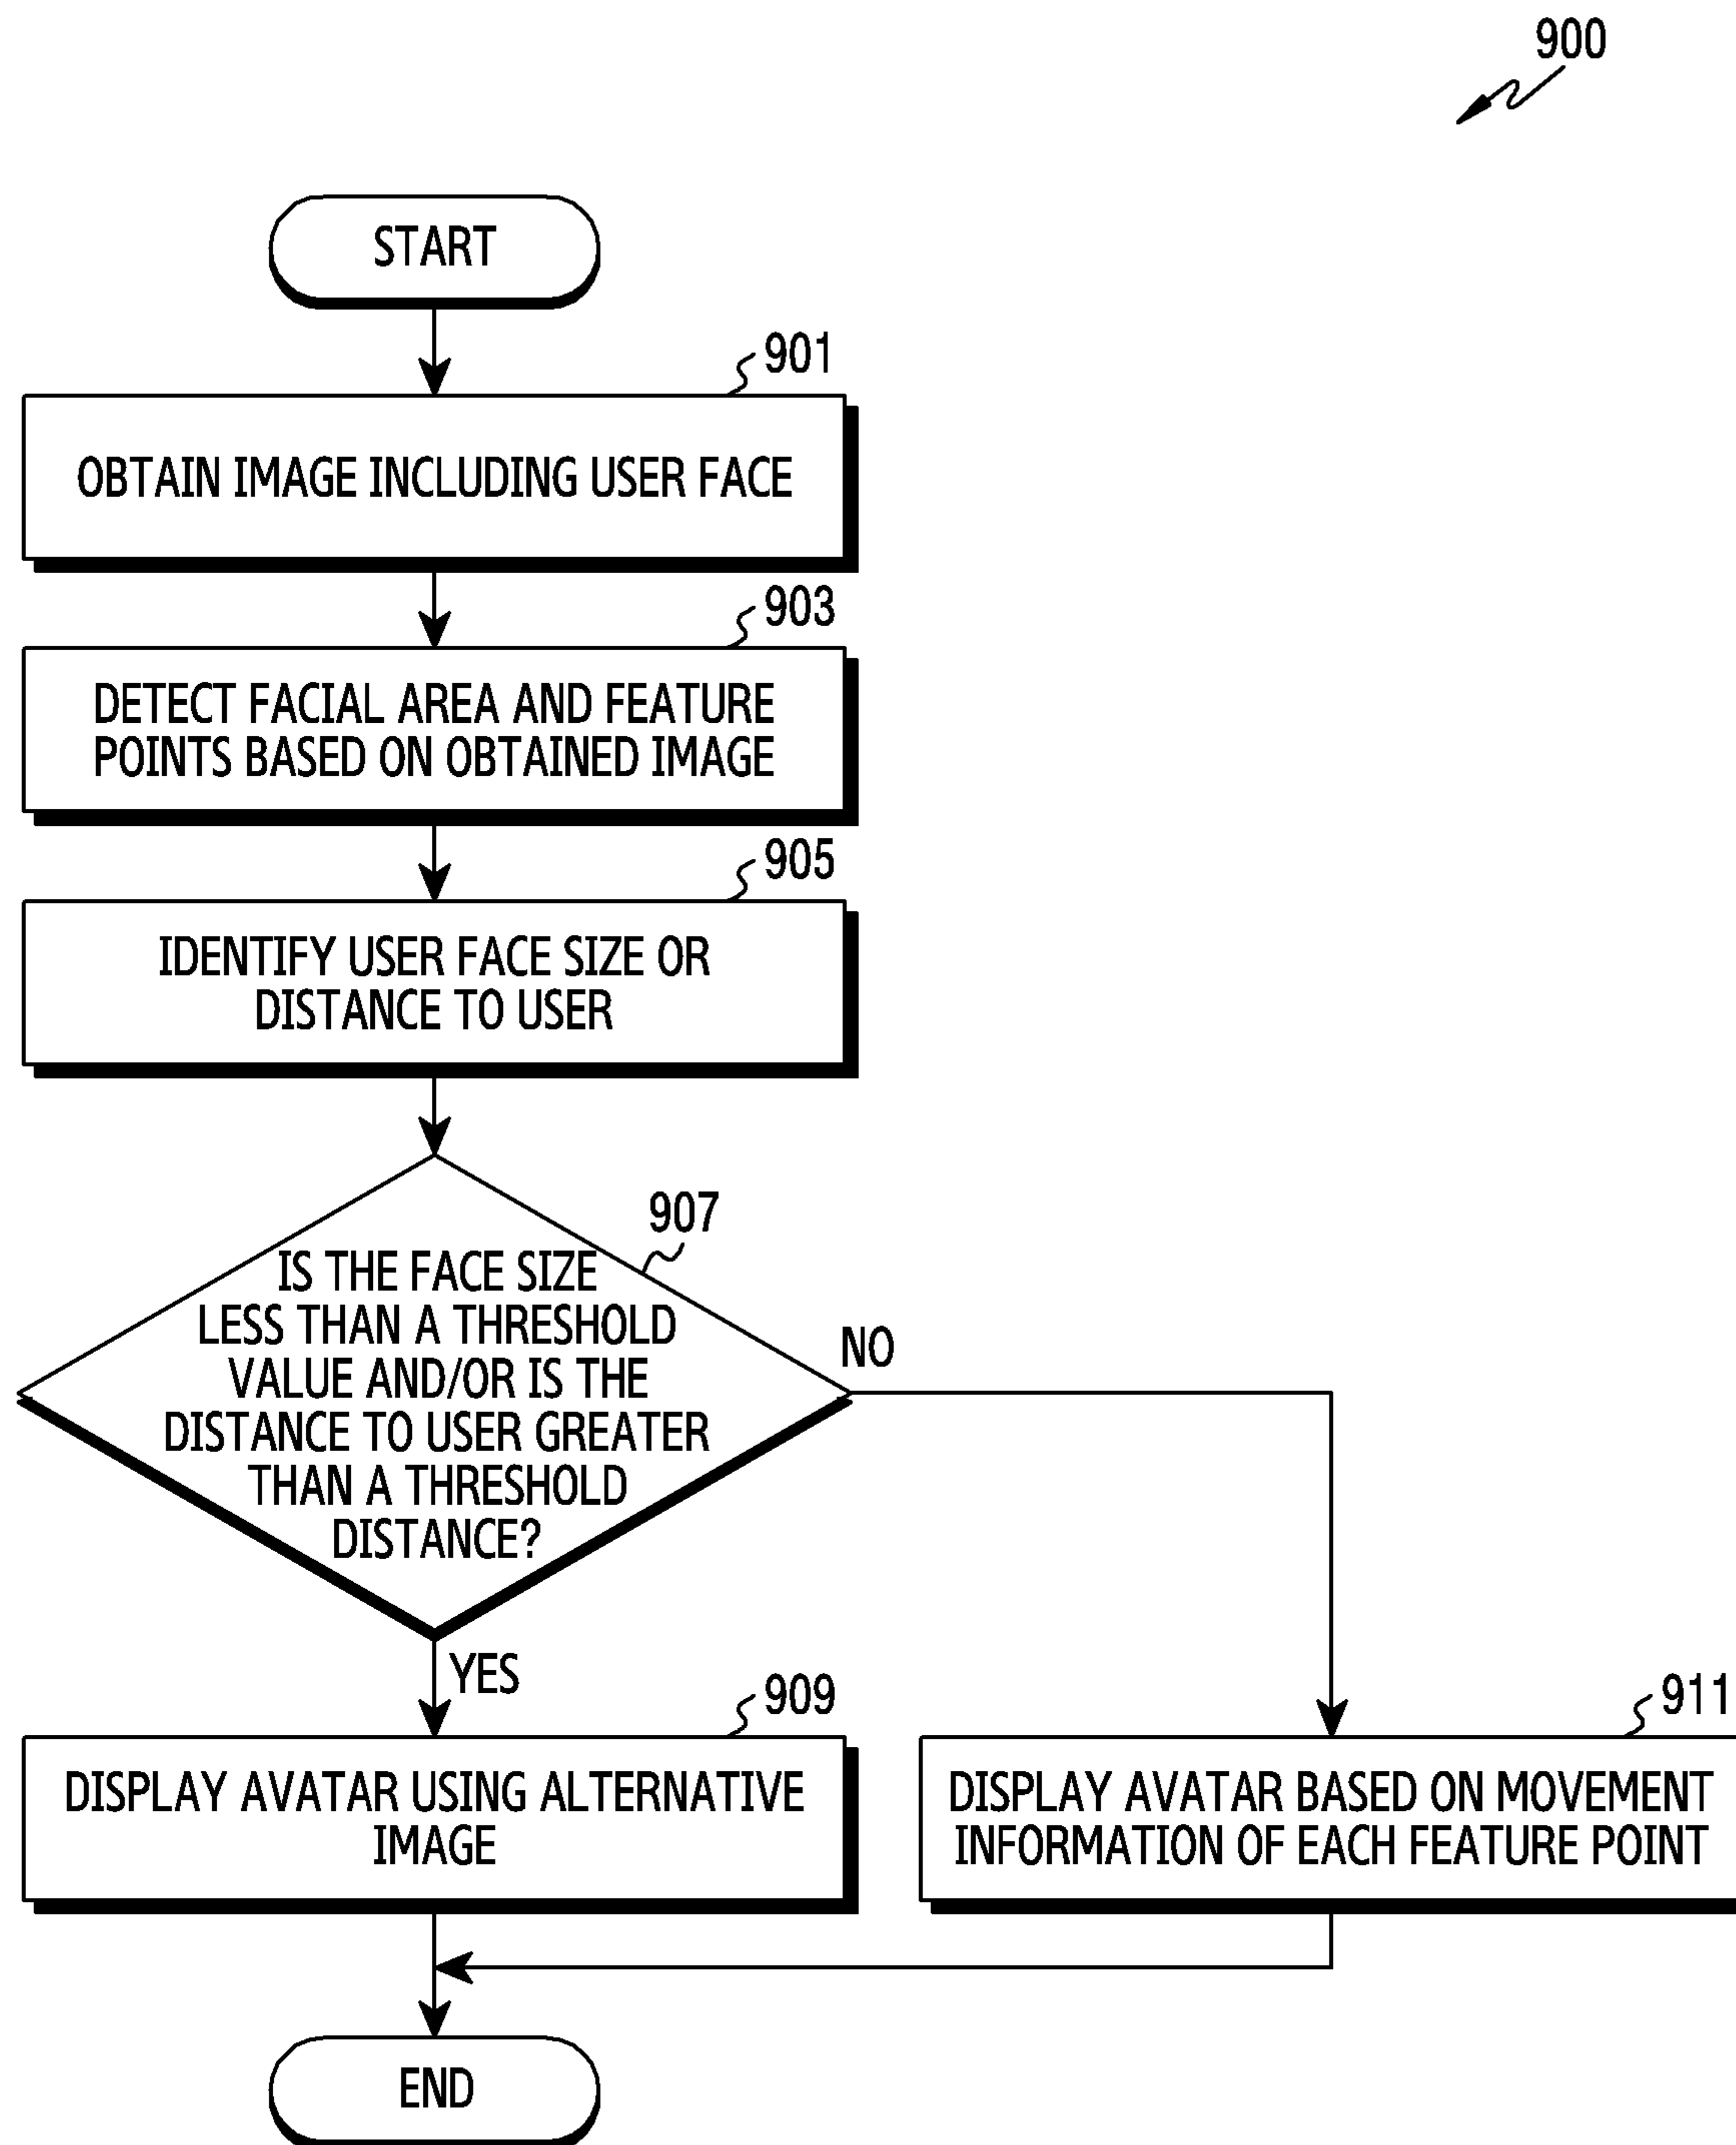 900
START
901
OBTAIN IMAGE INCLUDING USER FACE
903
DETECT FACIAL AREA AND FEATURE
POINTS BASED ON OBTAINED IMAGE
905
IDENTIFY USER FACE SIZE OR
DISTANCE TO USER
907
IS THE FACE SIZE
LESS THAN A THRESHOLD
VALUE AND/OR IS THE
DISTANCE TO USER GREATER
THAN A THRESHOLD
DISTANCE?
NO
YES
909
DISPLAY AVATAR USING ALTERNATIVE
IMAGE
911
DISPLAY AVATAR BASED ON MOVEMENT
INFORMATION OF EACH FEATURE POINT
END